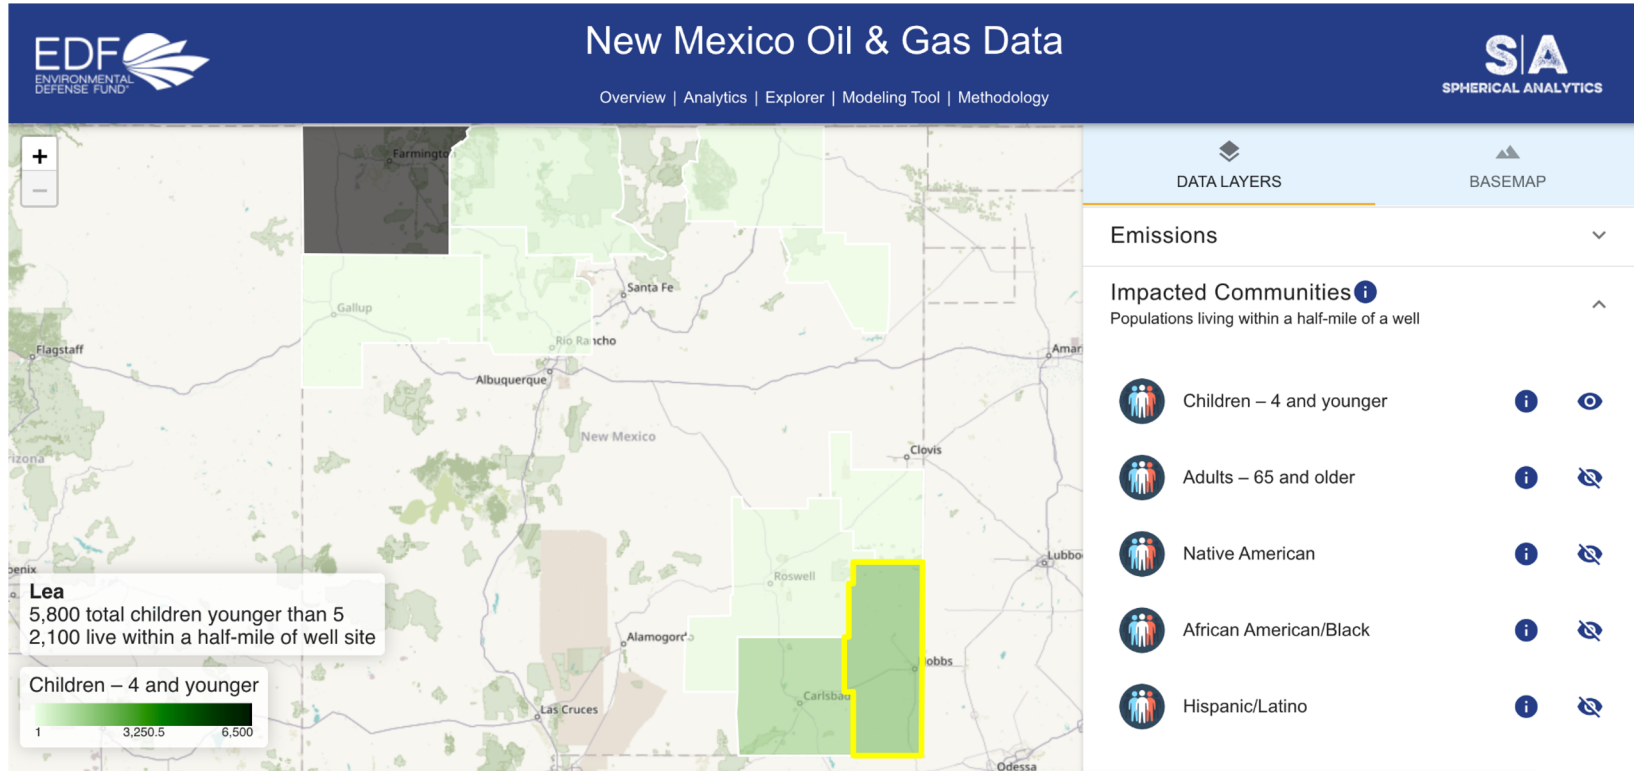 EDF
ENVIRONMENTAL
DEFENSE FUND®
New Mexico Oil & Gas Data
Overview | Analytics | Explorer | Modeling Tool | Methodology
S|A
SPHERICAL ANALYTICS
+
−
Farmington
Santa Fe
Gallup
Flagstaff
Rio Rancho
Amar
Albuquerque
New Mexico
Clovis
rizona
Lubbo
oenix
Roswell
Alamogordo
obbs
Carlsbad
Las Cruces
Odessa
Lea
5,800 total children younger than 5
2,100 live within a half-mile of well site
Children – 4 and younger
1 3,250.5 6,500
DATA LAYERS
BASEMAP
Emissions
Impacted Communities i
Populations living within a half-mile of a well
Children – 4 and younger i
Adults – 65 and older i
Native American i
African American/Black i
Hispanic/Latino i